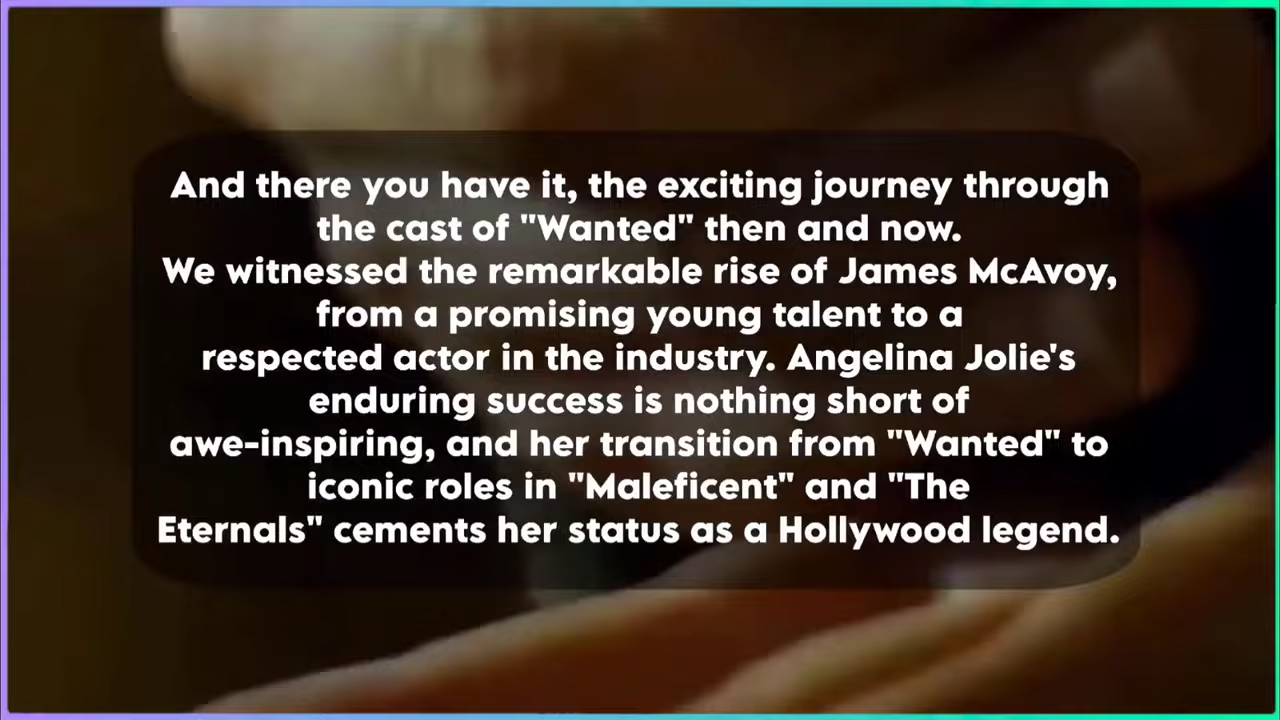 And there you have it, the exciting journey through
the cast of "Wanted" then and now.
We witnessed the remarkable rise of James McAvoy,
from a promising young talent to a
respected actor in the industry. Angelina Jolie's
enduring success is nothing short of
awe-inspiring, and her transition from "Wanted" to
iconic roles in "Maleficent" and "The
Eternals" cements her status as a Hollywood legend.